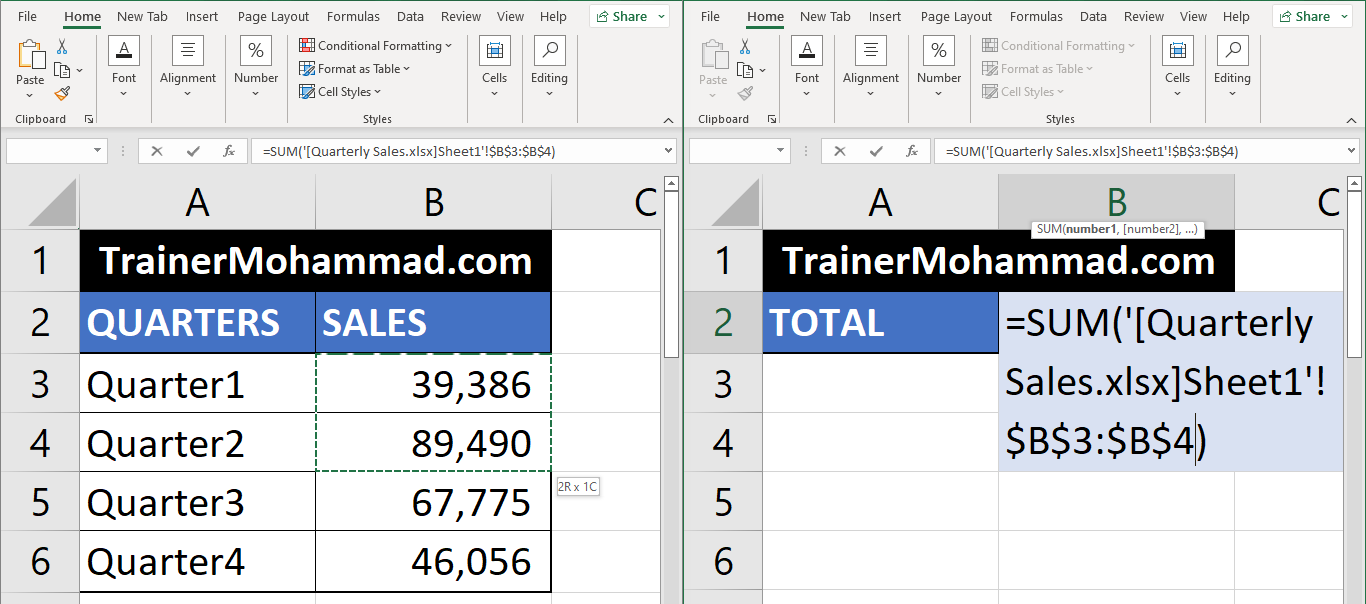 File Home New Tab Insert Page Layout Formulas Data Review View Help Share
Paste Font Alignment Number Conditional Formatting Cells Editing
Format as Table
Cell Styles
Clipboard Styles
fx =SUM('[Quarterly Sales.xlsx]Sheet1'!$B$3:$B$4)
A B C
1 TrainerMohammad.com
2 QUARTERS SALES
3 Quarter1 39,386
4 Quarter2 89,490
2R x 1C
5 Quarter3 67,775
6 Quarter4 46,056
File Home New Tab Insert Page Layout Formulas Data Review View Help Share
Paste Font Alignment Number Conditional Formatting Cells Editing
Format as Table
Cell Styles
Clipboard Styles
fx =SUM('[Quarterly Sales.xlsx]Sheet1'!$B$3:$B$4)
A B C
SUM(number1, [number2], ...)
1 TrainerMohammad.com
2 TOTAL =SUM('[Quarterly
3 Sales.xlsx]Sheet1'!
4 $B$3:$B$4)
5
6